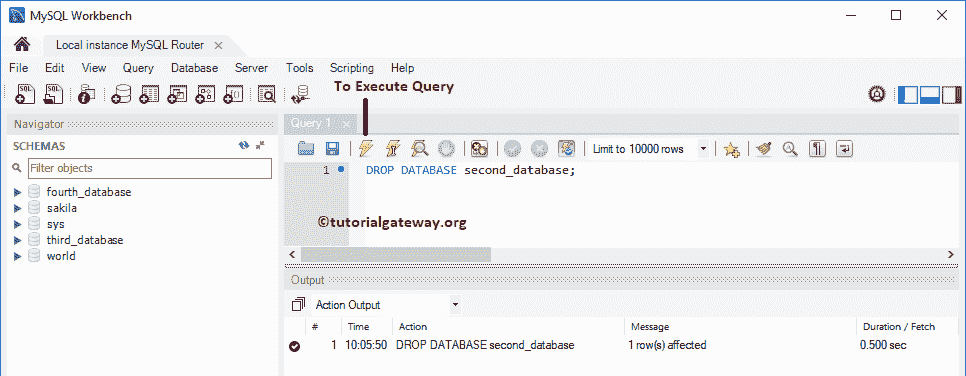 MySQL Workbench
Local instance MySQL Router
File Edit View Query Database Server Tools Scripting Help
To Execute Query
Navigator
Query 1
SCHEMAS
Filter objects
Limit to 10000 rows
1 DROP DATABASE second_database;
fourth_database
sakila
sys
third_database
world
©tutorialgateway.org
Output
Action Output
# Time Action Message Duration / Fetch
1 10:05:50 DROP DATABASE second_database 1 row(s) affected 0.500 sec